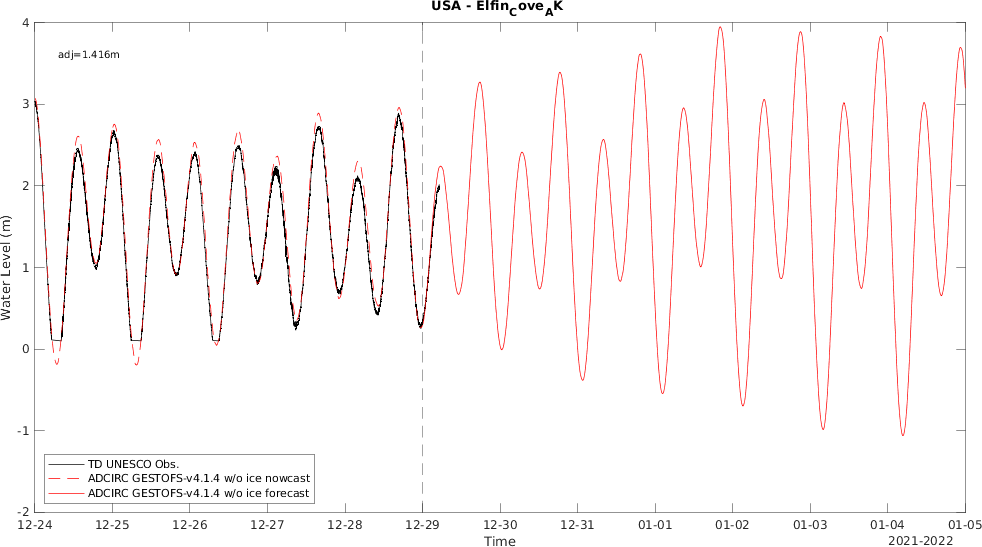 USA - Elfin_Cove_AK
4
adj=1.416m
3
2
1
0
-1
-2
Water Level (m)
TD UNESCO Obs.
ADCIRC GESTOFS-v4.1.4 w/o ice nowcast
ADCIRC GESTOFS-v4.1.4 w/o ice forecast
12-24 12-25 12-26 12-27 12-28 12-29 12-30 12-31 01-01 01-02 01-03 01-04 01-05
Time
2021-2022